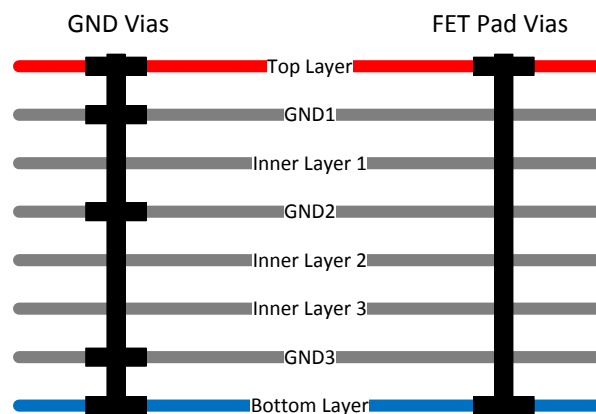 GND Vias
FET Pad Vias
Top Layer
GND1
Inner Layer 1
GND2
Inner Layer 2
Inner Layer 3
GND3
Bottom Layer